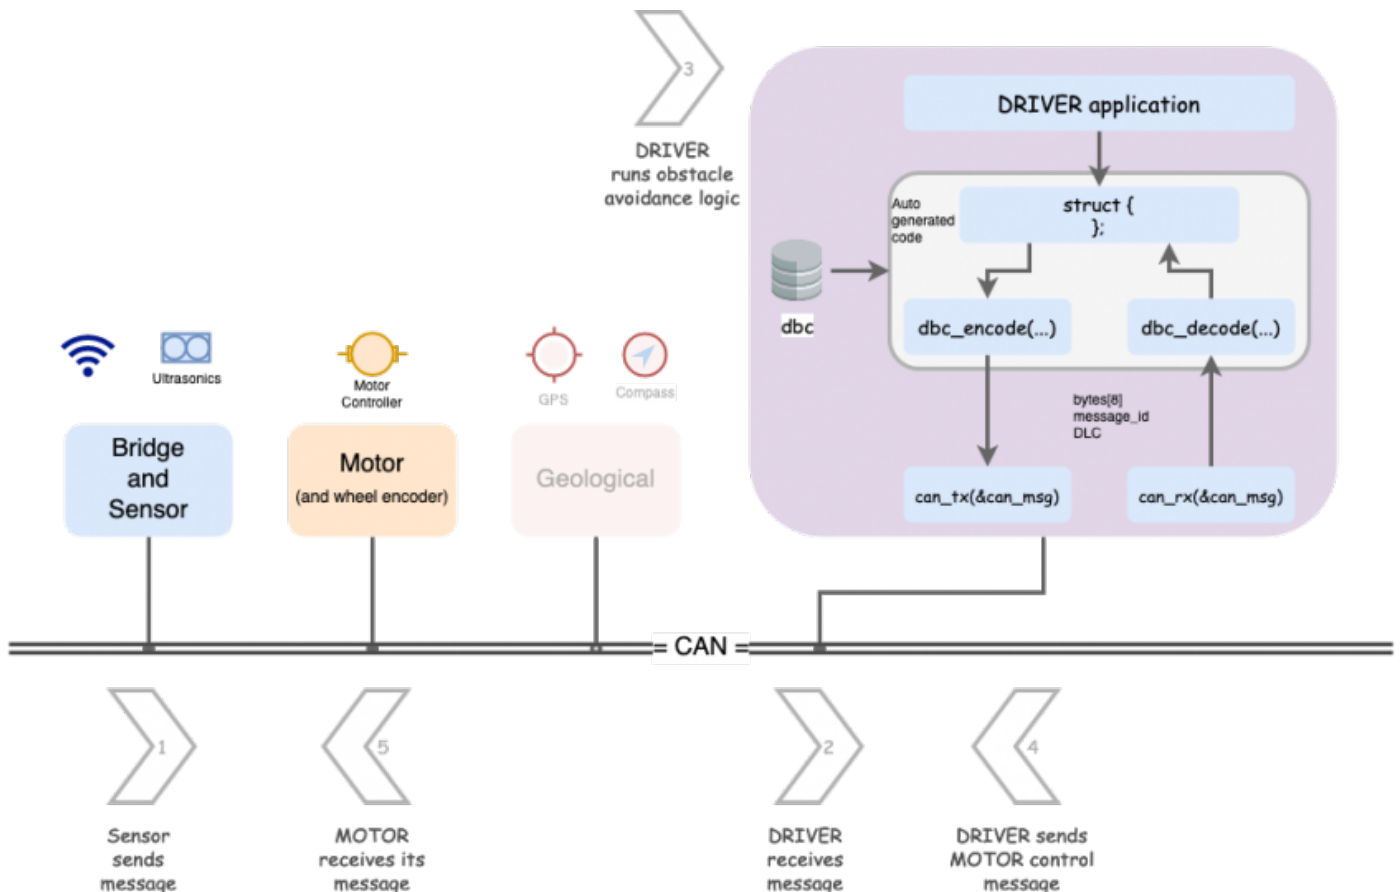 3
DRIVER
runs obstacle
avoidance logic
DRIVER application
Auto
generated
code
struct {
};
dbc
dbc_encode(...)
dbc_decode(...)
bytes[8]
message_id
DLC
can_tx(&can_msg)
can_rx(&can_msg)
Ultrasonics
Motor
Controller
GPS
Compass
Bridge
and
Sensor
Motor
(and wheel encoder)
Geological
= CAN =
1
Sensor
sends
message
5
MOTOR
receives its
message
2
DRIVER
receives
message
4
DRIVER sends
MOTOR control
message